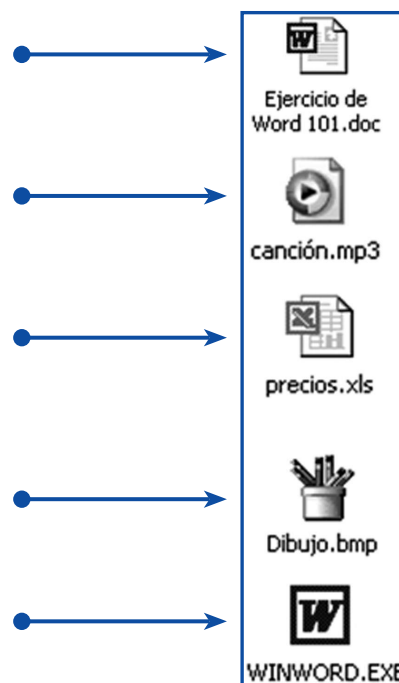 Ejercicio de
Word 101.doc
canción.mp3
precios.xls
Dibujo.bmp
WINWORD.EXE